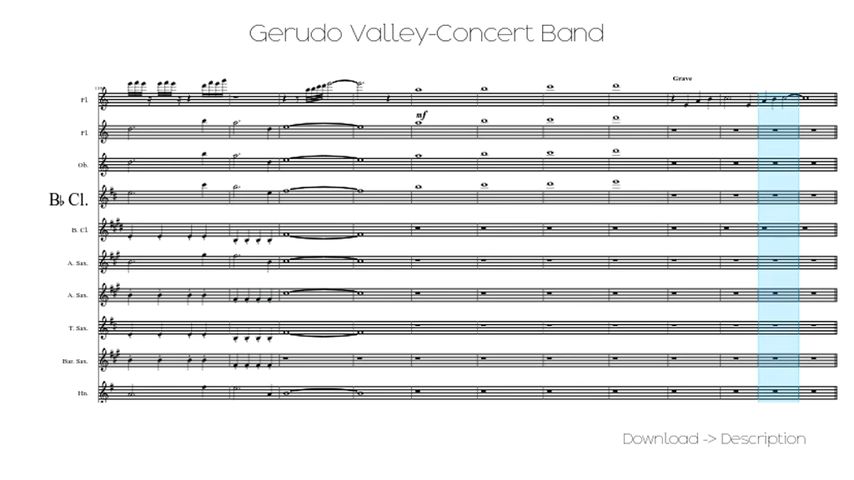 Gerudo Valley-Concert Band
Grave
Fl.
mf
Fl.
Ob.
B♭ Cl.
B. Cl.
A. Sax.
A. Sax.
T. Sax.
Bar. Sax.
Hn.
Download -> Description